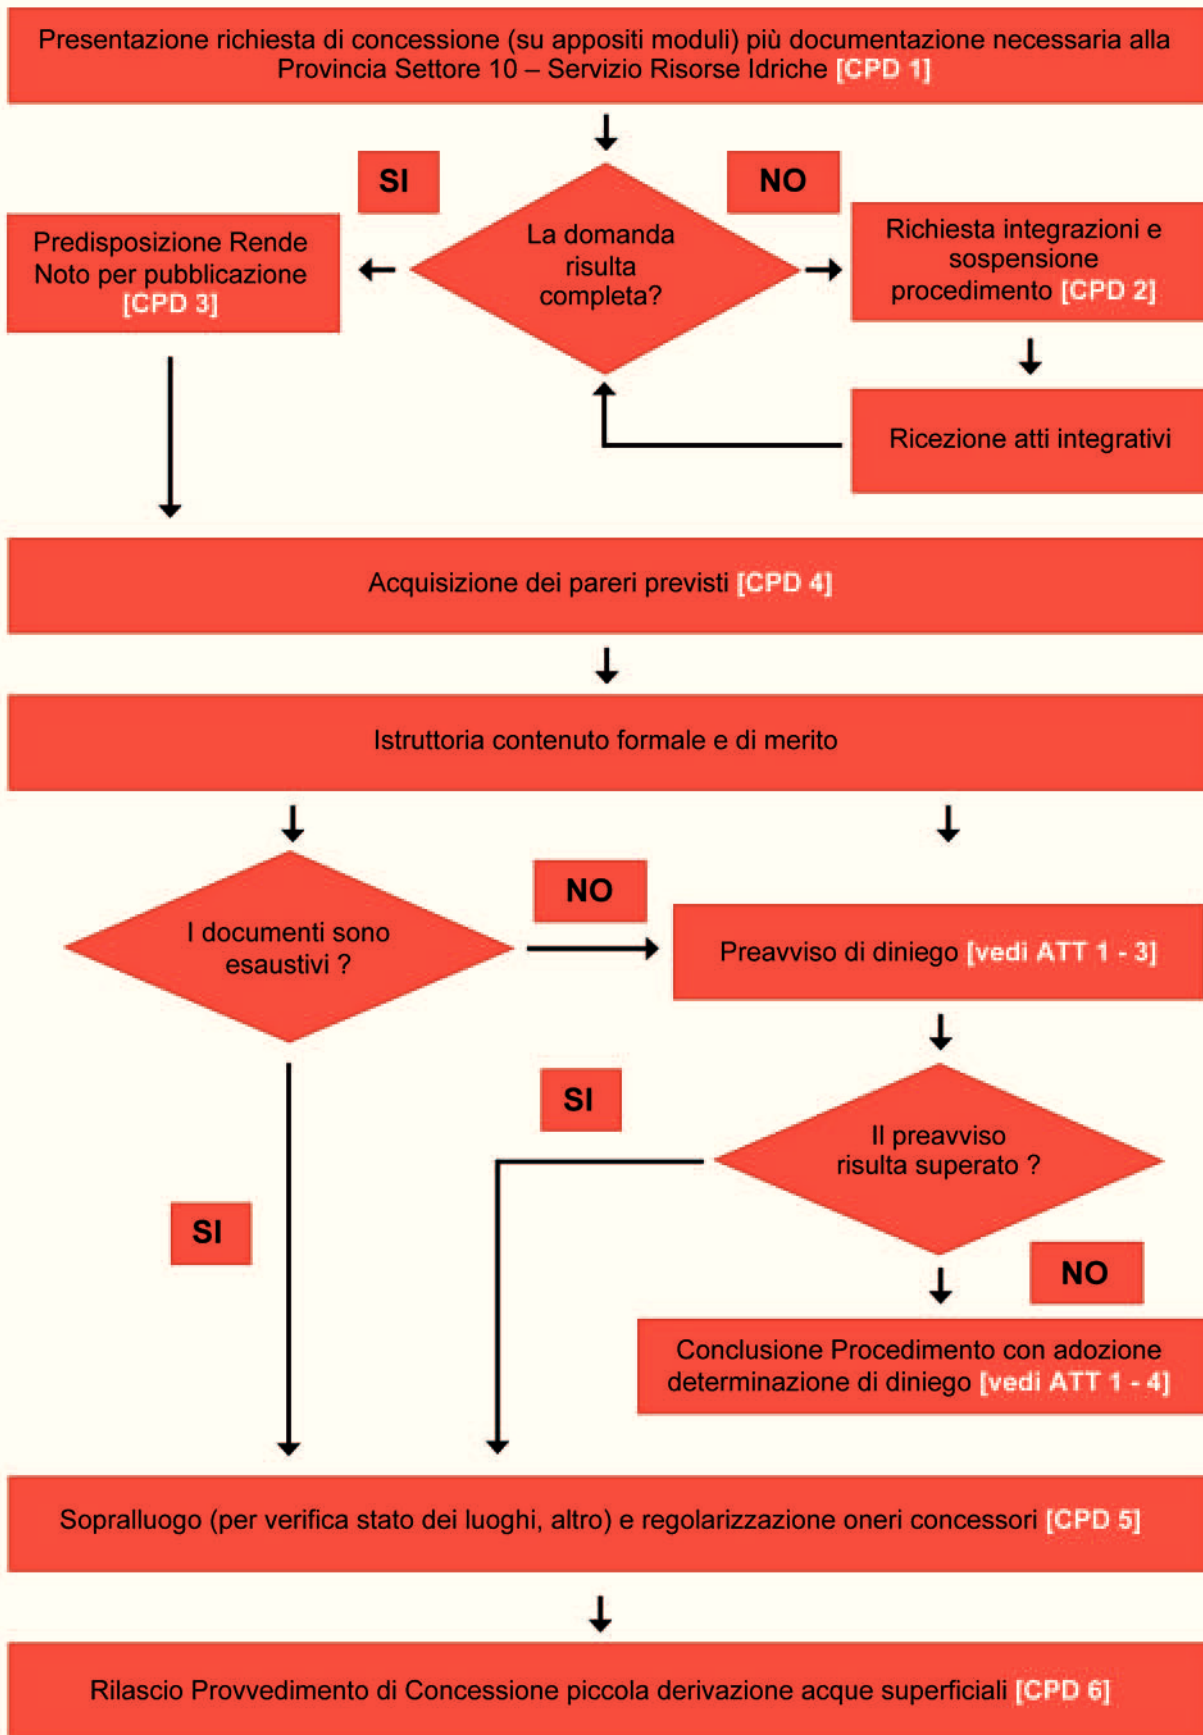 Presentazione richiesta di concessione (su appositi moduli) più documentazione necessaria alla
Provincia Settore 10 – Servizio Risorse Idriche [CPD 1]
SI
NO
La domanda
risulta
completa?
Predisposizione Rende
Noto per pubblicazione
[CPD 3]
Richiesta integrazioni e
sospensione
procedimento [CPD 2]
Ricezione atti integrativi
Acquisizione dei pareri previsti [CPD 4]
Istruttoria contenuto formale e di merito
I documenti sono
esaustivi ?
NO
Preavviso di diniego [vedi ATT 1 - 3]
SI
Il preavviso
risulta superato ?
SI
NO
Conclusione Procedimento con adozione
determinazione di diniego [vedi ATT 1 - 4]
Sopralluogo (per verifica stato dei luoghi, altro) e regolarizzazione oneri concessori [CPD 5]
Rilascio Provvedimento di Concessione piccola derivazione acque superficiali [CPD 6]